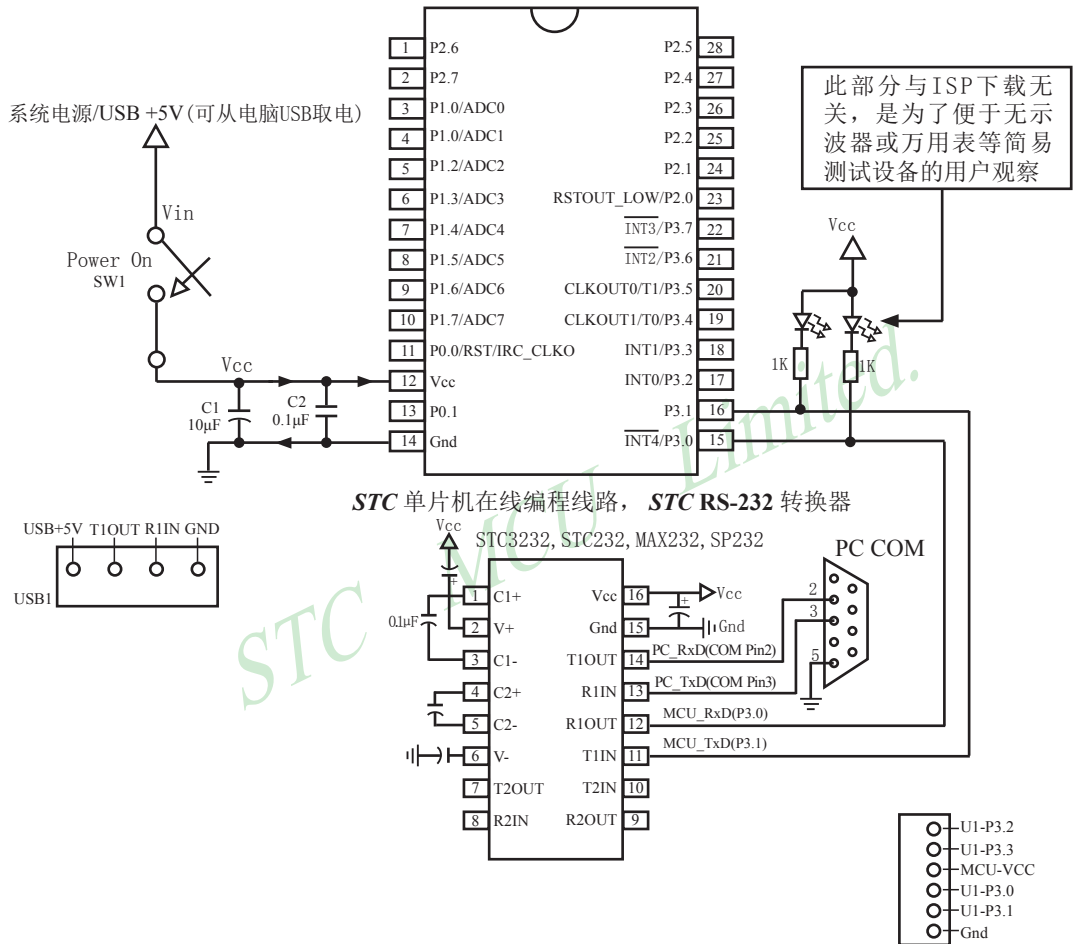 1 P2.6 P2.5 28
2 P2.7 P2.4 27
3 P1.0/ADC0 P2.3 26
4 P1.0/ADC1 P2.2 25
5 P1.2/ADC2 P2.1 24
6 P1.3/ADC3 RSTOUT_LOW/P2.0 23
7 P1.4/ADC4 INT3/P3.7 22
8 P1.5/ADC5 INT2/P3.6 21
9 P1.6/ADC6 CLKOUT0/T1/P3.5 20
10 P1.7/ADC7 CLKOUT1/T0/P3.4 19
11 P0.0/RST/IRC_CLKO INT1/P3.3 18
12 Vcc INT0/P3.2 17
13 P0.1 P3.1 16
14 Gnd INT4/P3.0 15
系统电源/USB +5V(可从电脑USB取电)
Vin
Power On
SW1
Vcc
C1
10μF
C2
0.1μF
此部分与ISP下载无
关，是为了便于无示
波器或万用表等简易
测试设备的用户观察
Vcc
1K 1K
STC 单片机在线编程线路， STC RS-232 转换器
STC3232, STC232, MAX232, SP232
USB+5V T1OUT R1IN GND
USB1
Vcc
+
0.1μF
1 C1+ Vcc 16
2 V+ Gnd 15
3 C1- T1OUT 14
4 C2+ R1IN 13
5 C2- R1OUT 12
6 V- T1IN 11
7 T2OUT T2IN 10
8 R2IN R2OUT 9
Vcc
+
Gnd
PC_RxD(COM Pin2)
PC_TxD(COM Pin3)
MCU_RxD(P3.0)
MCU_TxD(P3.1)
PC COM
2
3
5
U1-P3.2
U1-P3.3
MCU-VCC
U1-P3.0
U1-P3.1
Gnd
STC MCU Limited.